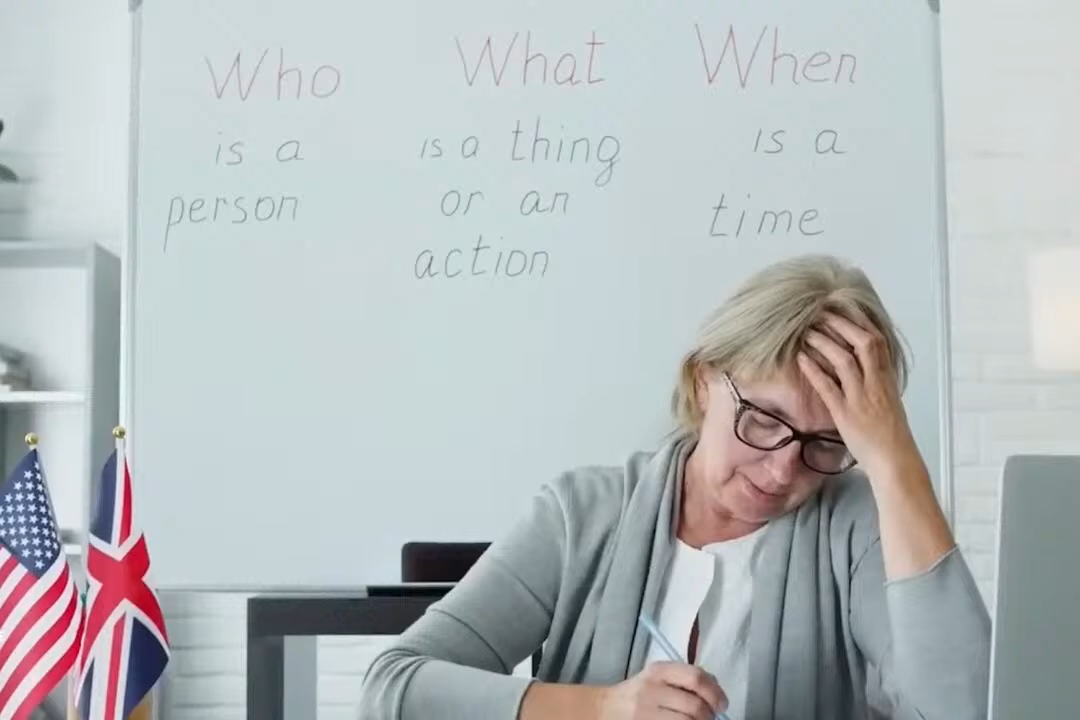 Who
is a
person
What
is a thing
or an
action
When
is a
time